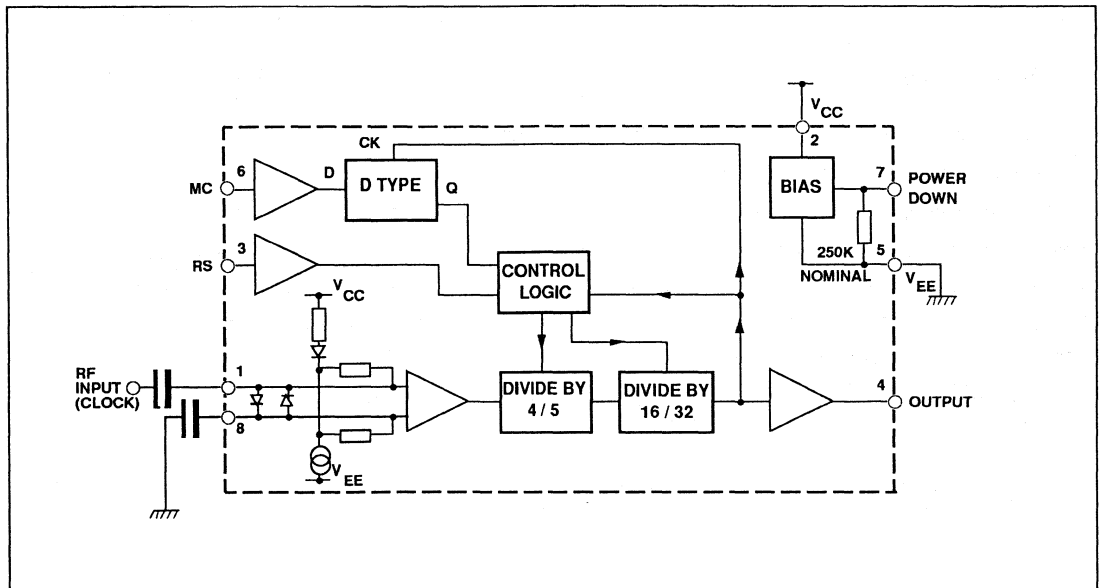 V CC
2
CK
MC
6
D
D TYPE
Q
BIAS
7
POWER
DOWN
RS
3
250K
NOMINAL
5
V EE
CONTROL
LOGIC
V CC
RF
INPUT
(CLOCK)
1
8
DIVIDE BY
4 / 5
DIVIDE BY
16 / 32
4
OUTPUT
V EE